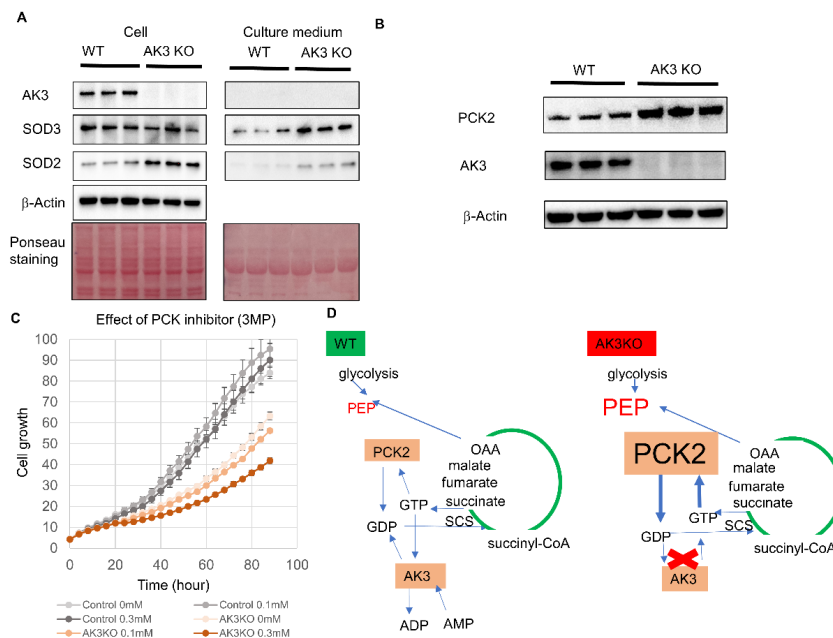 A
Cell
Culture medium
WT
AK3 KO
WT
AK3 KO
AK3
SOD3
SOD2
β-Actin
Ponseau
staining
B
WT
AK3 KO
PCK2
AK3
β-Actin
C
Effect of PCK inhibitor (3MP)
Cell growth
100
90
80
70
60
50
40
30
20
10
0
0
20
40
60
80
100
Time (hour)
Control 0mM
Control 0.1mM
Control 0.3mM
AK3KO 0mM
AK3KO 0.1mM
AK3KO 0.3mM
D
WT
glycolysis
PEP
PCK2
OAA
malate
fumarate
succinate
GTP
GDP
SCS
succinyl-CoA
AK3
ADP
AMP
AK3KO
glycolysis
PEP
PCK2
OAA
malate
fumarate
succinate
GTP
GDP
SCS
succinyl-CoA
AK3